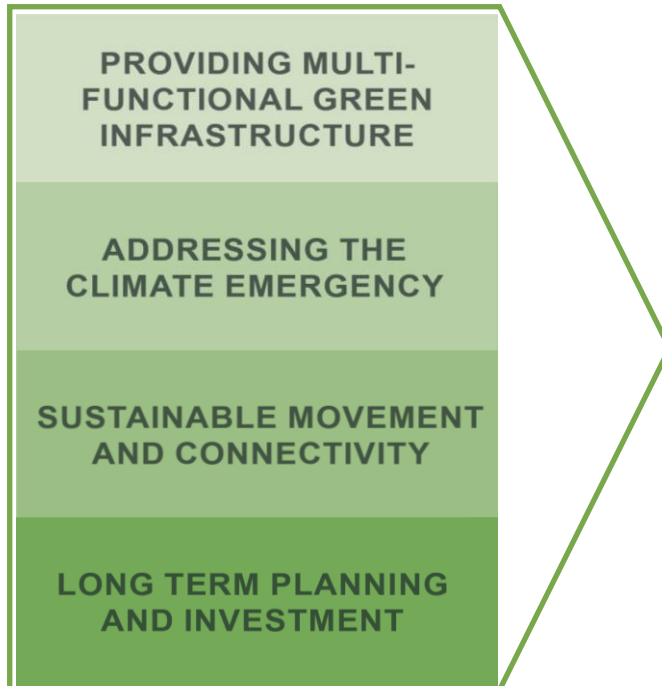 PROVIDING MULTI-
FUNCTIONAL GREEN
INFRASTRUCTURE
ADDRESSING THE
CLIMATE EMERGENCY
SUSTAINABLE MOVEMENT
AND CONNECTIVITY
LONG TERM PLANNING
AND INVESTMENT